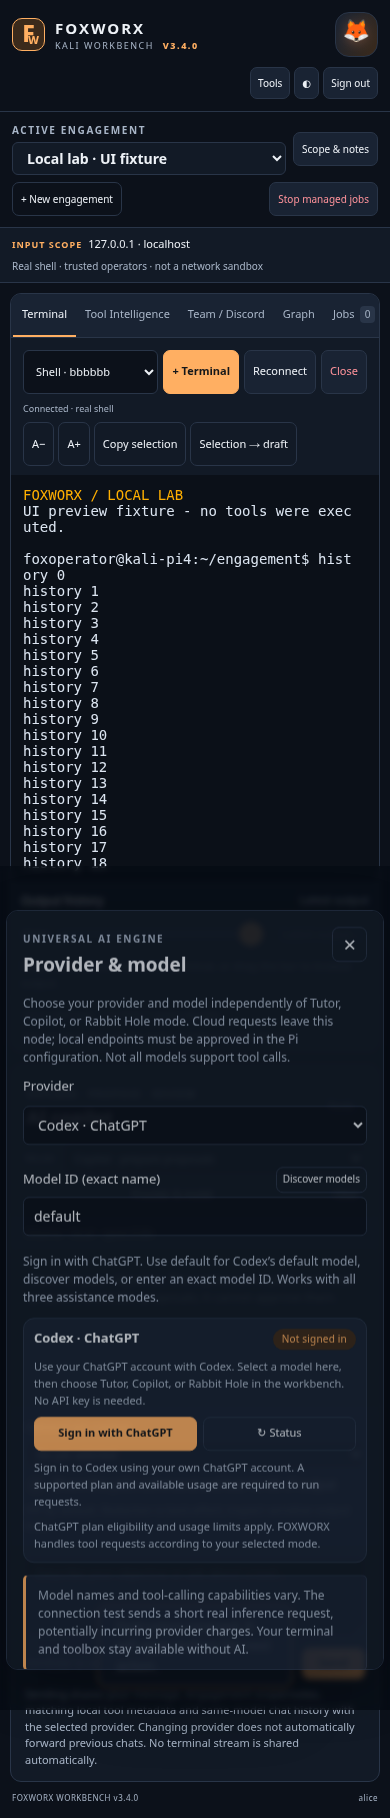 FOXWORX
KALI WORKBENCH V3.4.0
Tools
Sign out
ACTIVE ENGAGEMENT
Local lab · UI fixture
Scope & notes
+ New engagement
Stop managed jobs
INPUT SCOPE 127.0.0.1 · localhost
Real shell · trusted operators · not a network sandbox
Terminal Tool Intelligence Team / Discord Graph Jobs 0
Shell · bbbbbb
+ Terminal
Reconnect
Close
Connected · real shell
A−
A+
Copy selection
Selection → draft
FOXWORX / LOCAL LAB
UI preview fixture - no tools were exec
uted.
foxoperator@kali-pi4:~/engagement$ hist
ory 0
history 1
history 2
history 3
history 4
history 5
history 6
history 7
history 8
history 9
history 10
history 11
history 12
history 13
history 14
history 15
history 16
history 17
history 18
UNIVERSAL AI ENGINE
Provider & model
Choose your provider and model independently of Tutor,
Copilot, or Rabbit Hole mode. Cloud requests leave this
node; local endpoints must be approved in the Pi
configuration. Not all models support tool calls.
Provider
Codex · ChatGPT
Model ID (exact name)
Discover models
default
Sign in with ChatGPT. Use default for Codex's default model,
discover models, or enter an exact model ID. Works with all
three assistance modes.
Codex · ChatGPT
Not signed in
Use your ChatGPT account with Codex. Select a model here,
then choose Tutor, Copilot, or Rabbit Hole in the workbench.
No API key is needed.
Sign in with ChatGPT
↻ Status
Sign in to Codex using your own ChatGPT account. A
supported plan and available usage are required to run
requests.
ChatGPT plan eligibility and usage limits apply. FOXWORX
handles tool requests according to your selected mode.
Model names and tool-calling capabilities vary. The
connection test sends a short real inference request,
potentially incurring provider charges. Your terminal
and toolbox stay available without AI.
matching local tool metadata and same-model chat history with
the selected provider. Changing provider does not automatically
forward previous chats. No terminal stream is shared
automatically.
FOXWORX WORKBENCH v3.4.0
alice